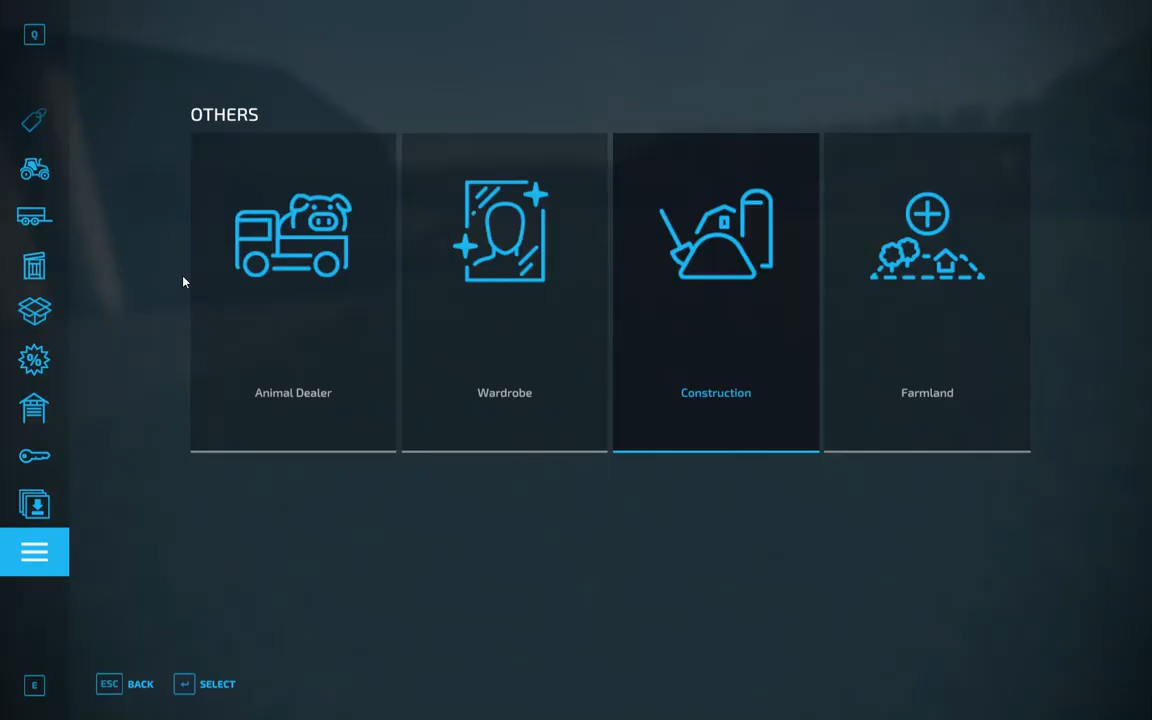 Q
OTHERS
%
Animal Dealer
Wardrobe
Construction
Farmland
E
ESC BACK
SELECT